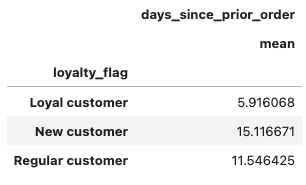 days_since_prior_order
mean
loyalty_flag
Loyal customer 5.916068
New customer 15.116671
Regular customer 11.546425